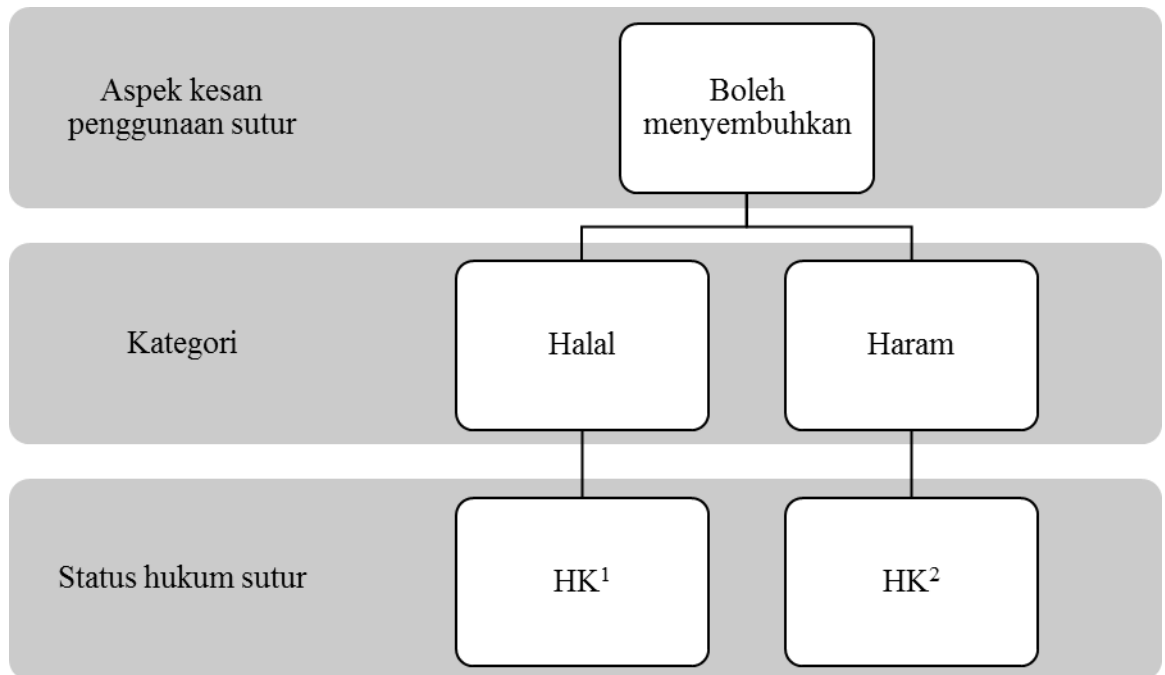 Aspek kesan
penggunaan sutur
Boleh
menyembuhkan
Kategori
Halal
Haram
Status hukum sutur
HK¹
HK²